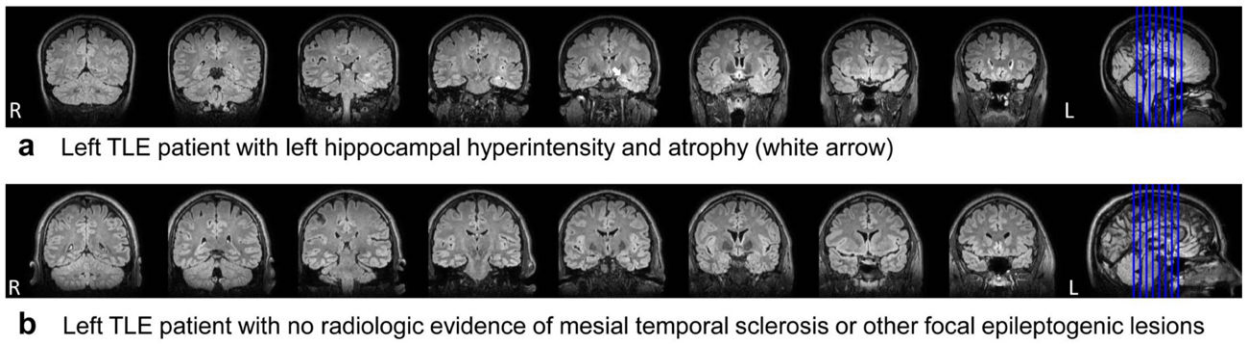 R L
a Left TLE patient with left hippocampal hyperintensity and atrophy (white arrow)
R L
b Left TLE patient with no radiologic evidence of mesial temporal sclerosis or other focal epileptogenic lesions